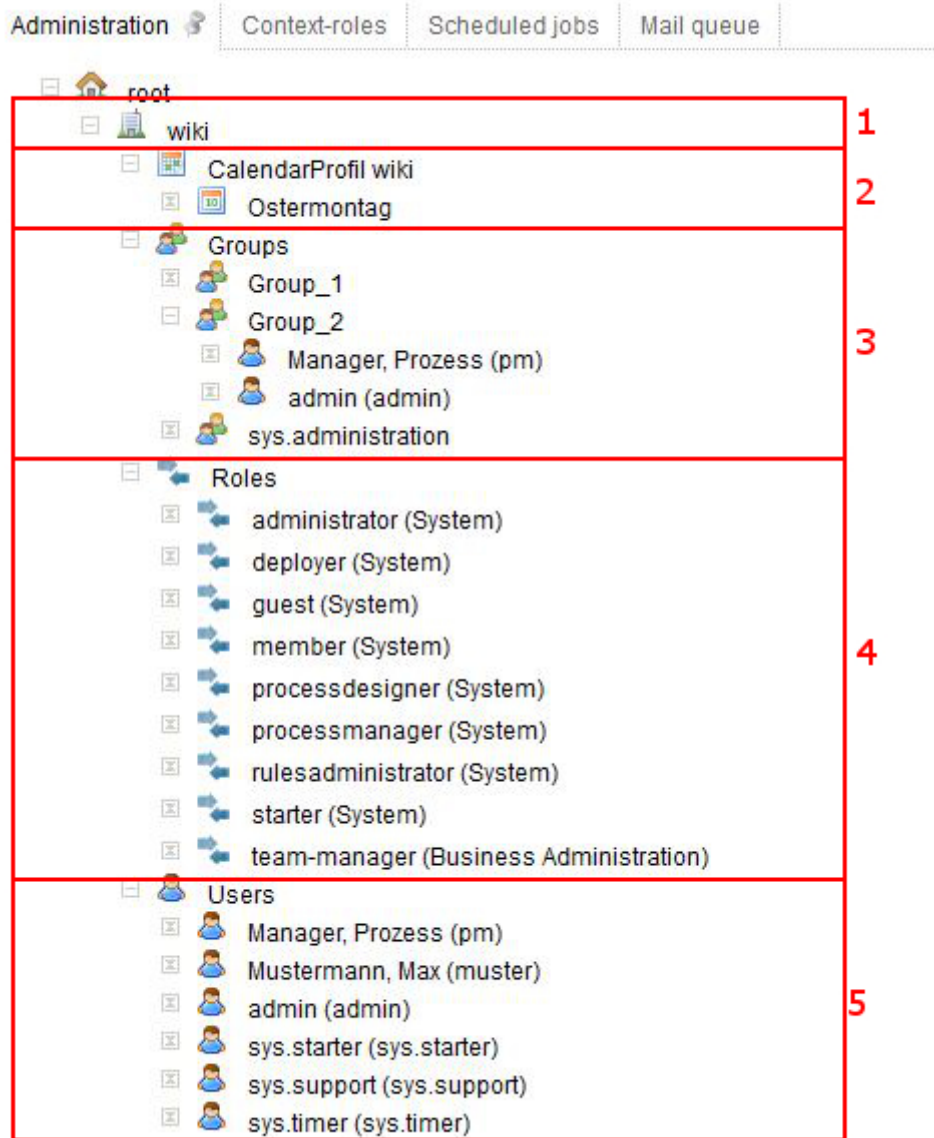 Administration Context-roles Scheduled jobs Mail queue
root
wiki 1
CalendarProfil wiki
Ostermontag 2
Groups
Group_1
Group_2
Manager, Prozess (pm) 3
admin (admin)
sys.administration
Roles
administrator (System)
deployer (System)
guest (System)
member (System) 4
processdesigner (System)
processmanager (System)
rulesadministrator (System)
starter (System)
team-manager (Business Administration)
Users
Manager, Prozess (pm)
Mustermann, Max (muster)
admin (admin) 5
sys.starter (sys.starter)
sys.support (sys.support)
sys.timer (sys.timer)